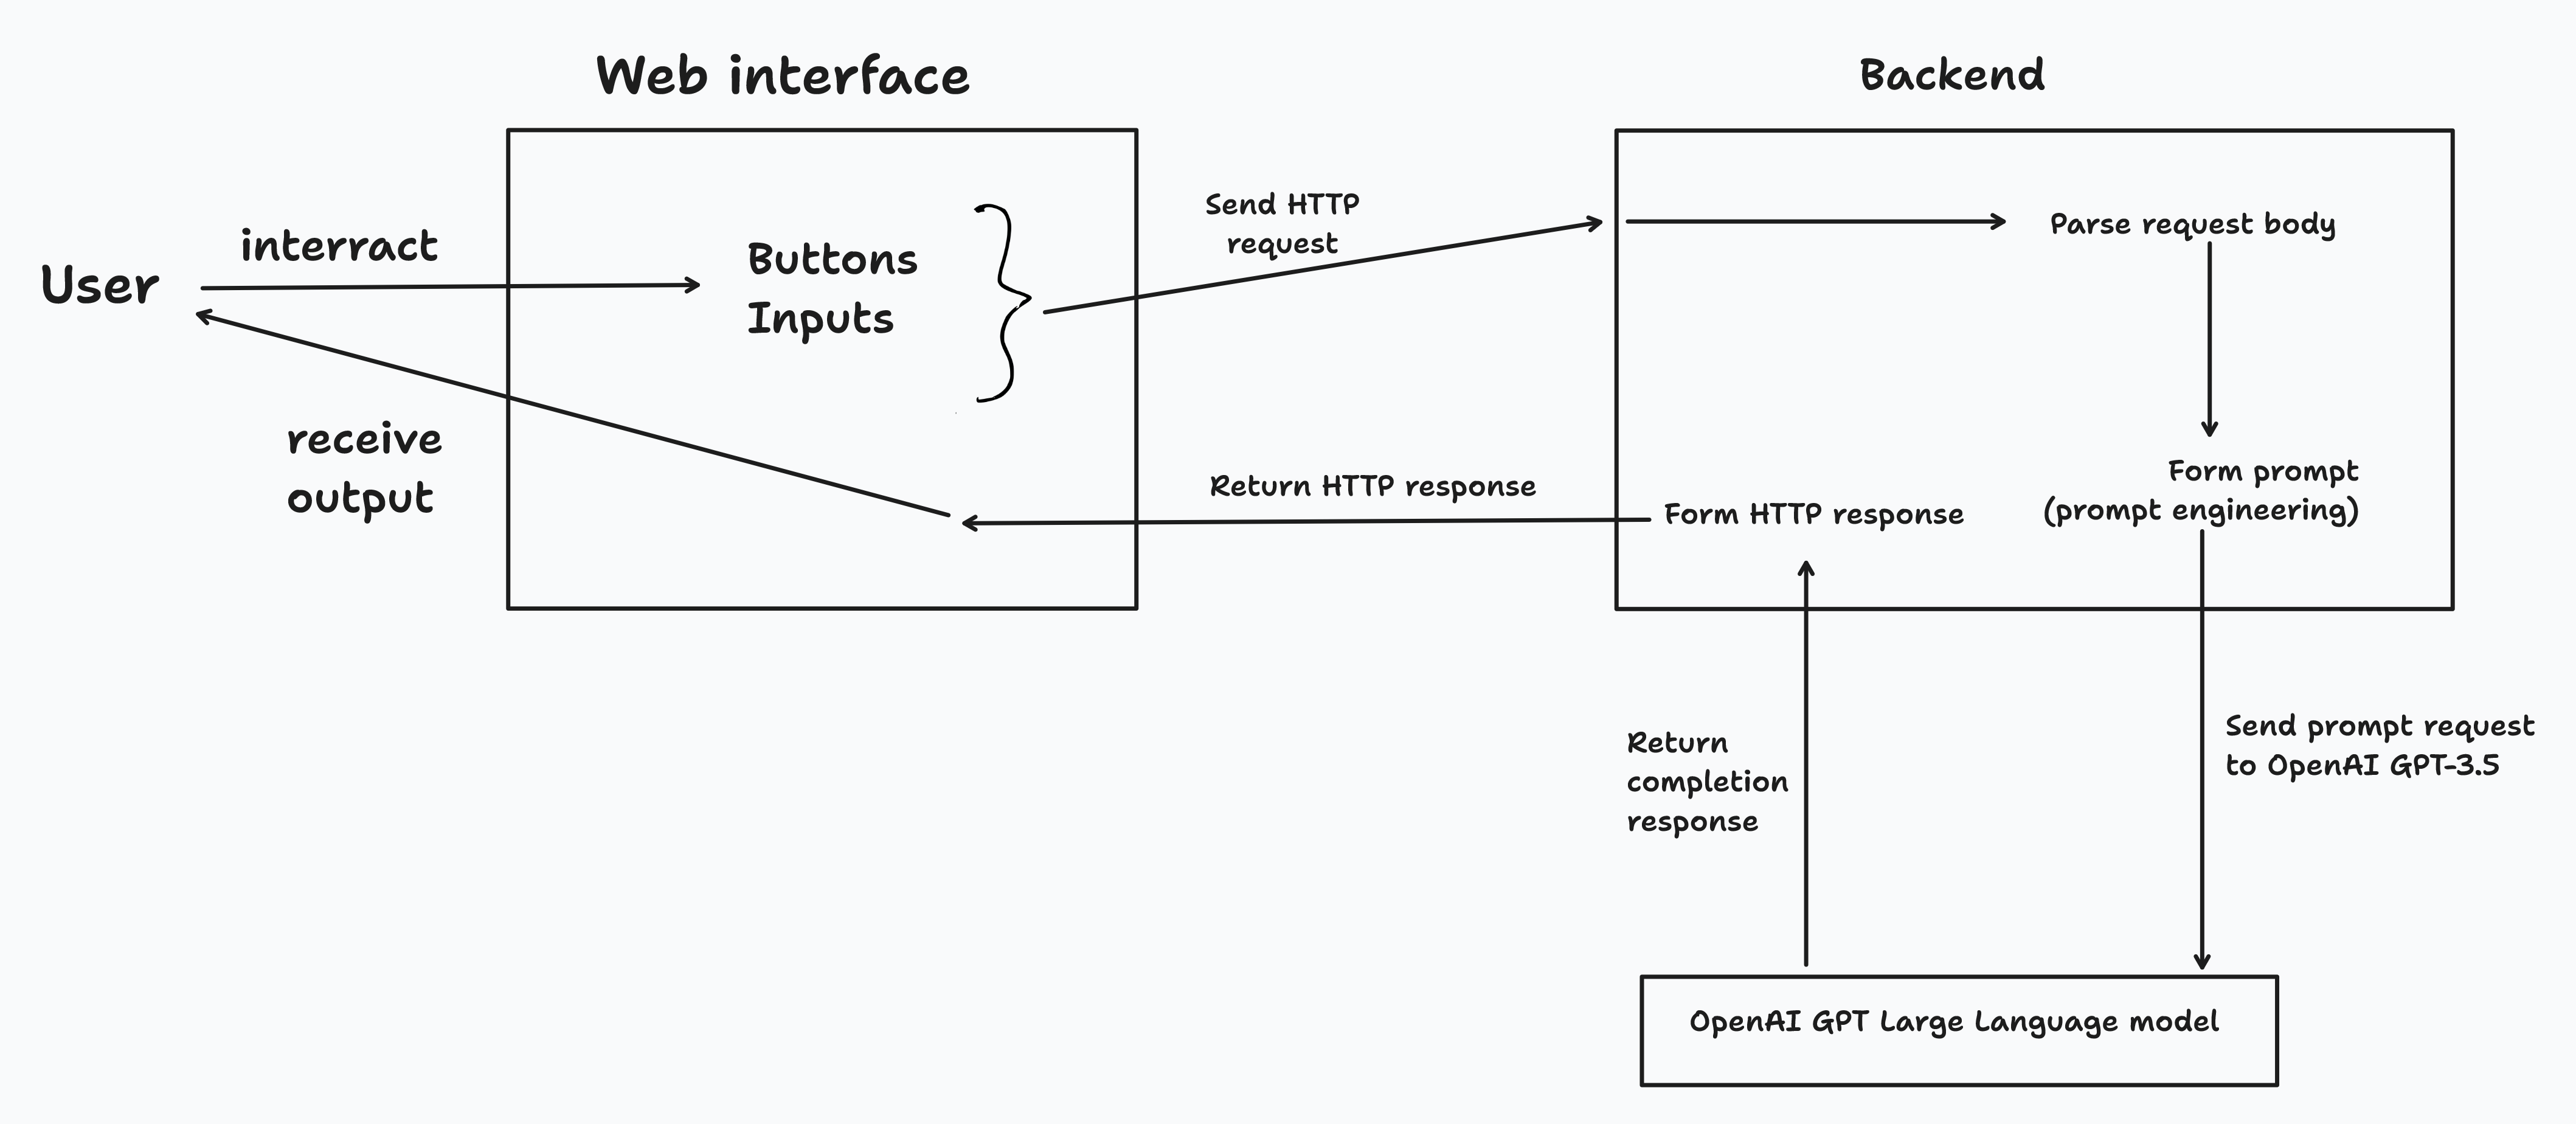 Web interface
Backend
User
interract
Buttons
Inputs
receive
output
Send HTTP
request
Return HTTP response
Parse request body
Form prompt
(prompt engineering)
Form HTTP response
Return
completion
response
Send prompt request
to OpenAI GPT-3.5
OpenAI GPT Large Language model